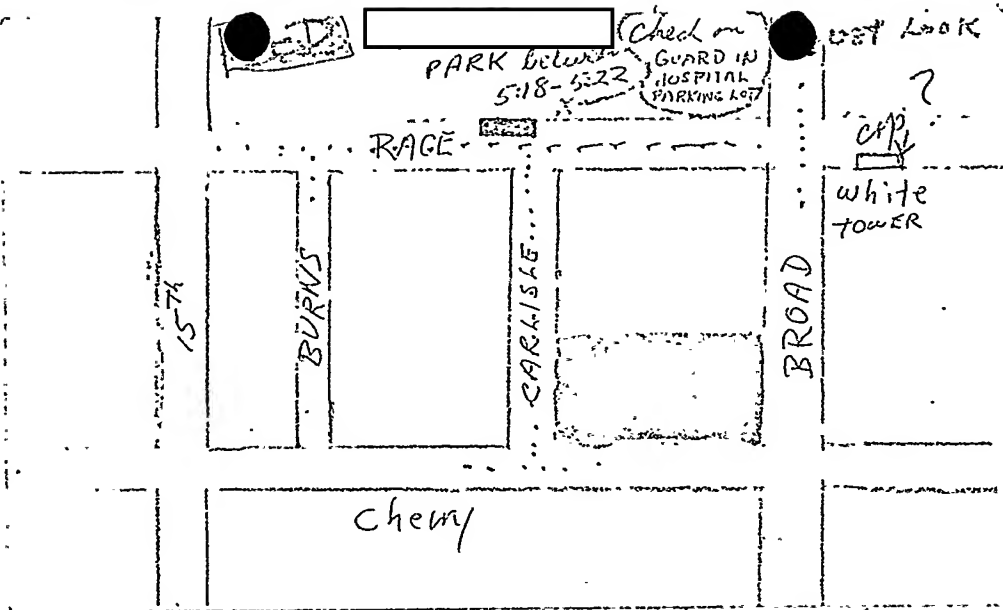 Check on
GUARD IN
HOSPITAL
PARKING LOT
PARK between
5:18-5:22
LOOK
?
RACE
White
TOWER
15Th
BURNS
CARLISLE
BROAD
Cherry